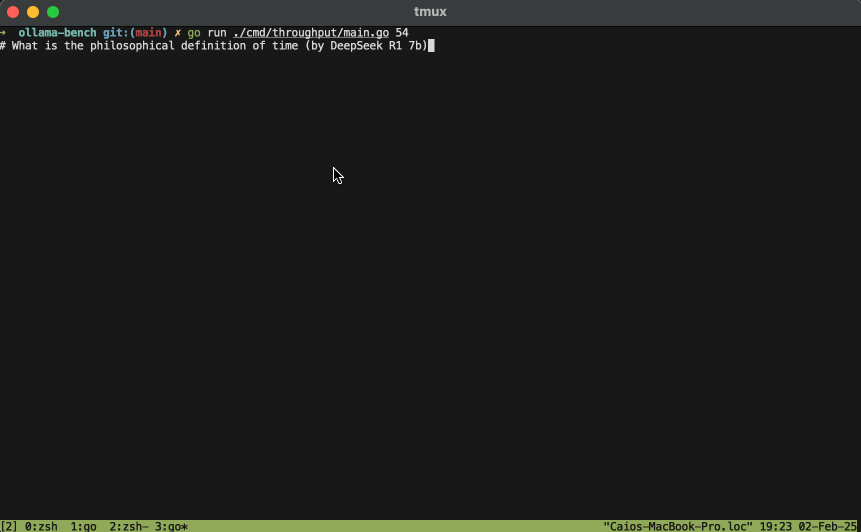 tmux
→ ollama-bench git:(main) ✗ go run ./cmd/throughput/main.go 54
# What is the philosophical definition of time (by DeepSeek R1 7b)
[2] 0:zsh  1:go  2:zsh- 3:go* "Caios-MacBook-Pro.loc" 19:23 02-Feb-25